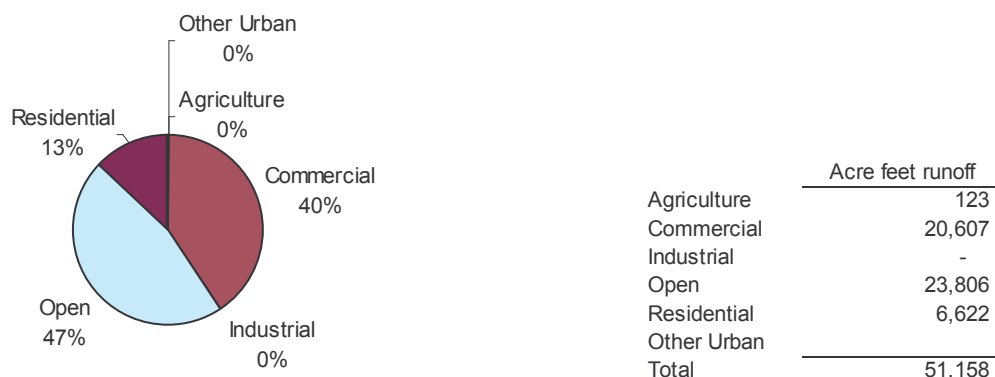 Other Urban
0%
Agriculture
0%
Residential
13%
Commercial
40%
Open
47%
Industrial
0%
Acre feet runoff
Agriculture 123
Commercial 20,607
Industrial -
Open 23,806
Residential 6,622
Other Urban
Total 51,158